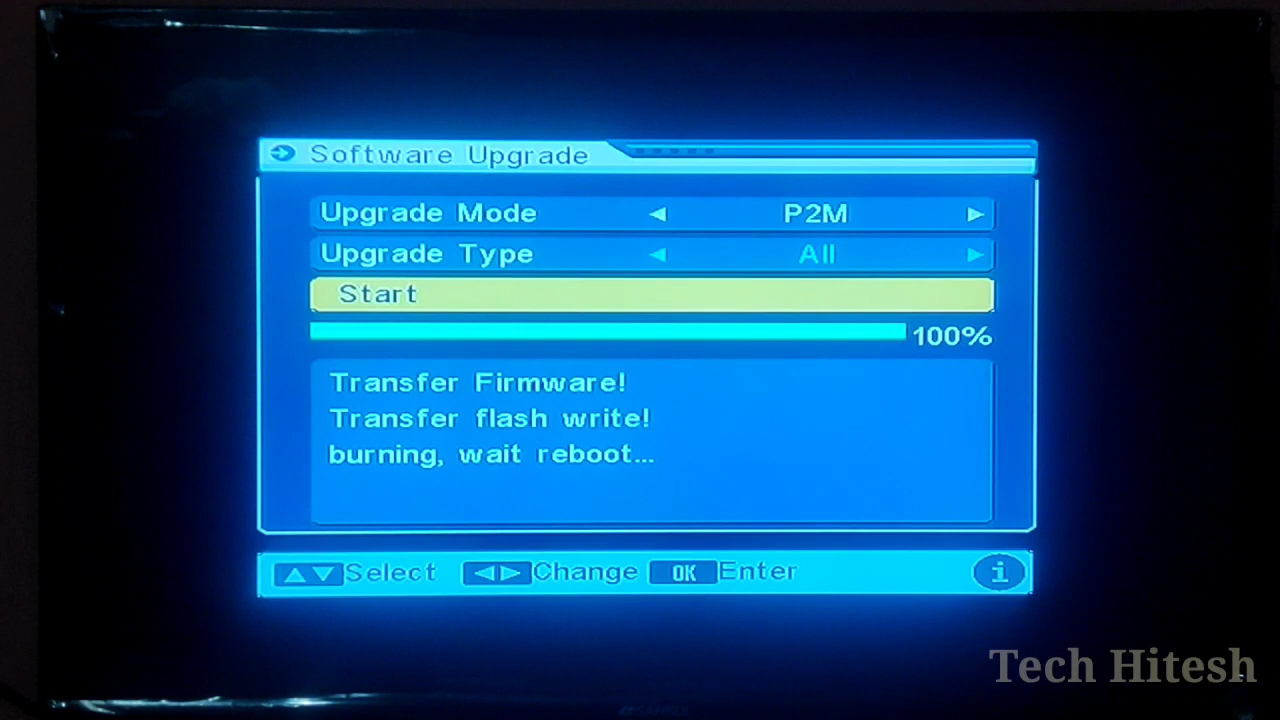 Software Upgrade
Upgrade Mode P2M
Upgrade Type All
Start
100%
Transfer Firmware!
Transfer flash write!
burning, wait reboot...
Select Change OK Enter i
Tech Hitesh